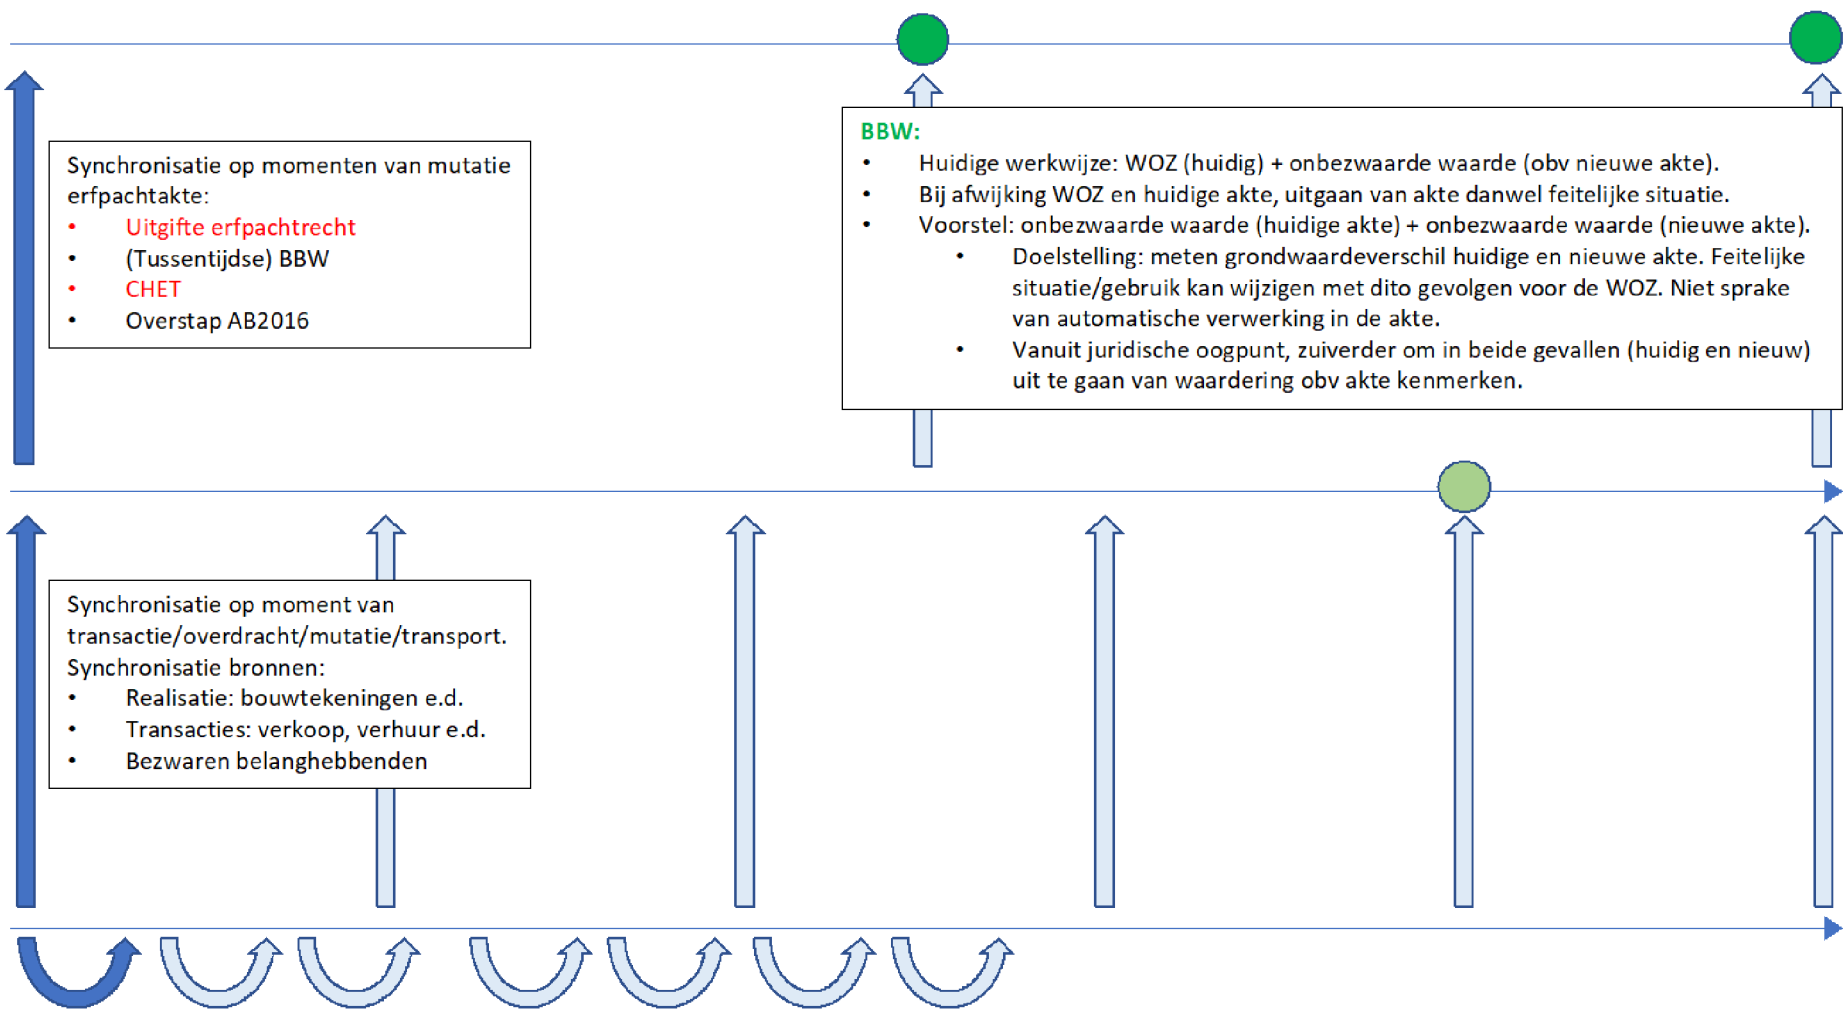 Synchronisatie op momenten van mutatie
erfpachtakte:
• Uitgifte erfpachtrecht
• (Tussentijdse) BBW
• CHET
• Overstap AB2016
BBW:
• Huidige werkwijze: WOZ (huidig) + onbezwaarde waarde (obv nieuwe akte).
• Bij afwijking WOZ en huidige akte, uitgaan van akte danwel feitelijke situatie.
• Voorstel: onbezwaarde waarde (huidige akte) + onbezwaarde waarde (nieuwe akte).
• Doelstelling: meten grondwaardeverschil huidige en nieuwe akte. Feitelijke
situatie/gebruik kan wijzigen met dito gevolgen voor de WOZ. Niet sprake
van automatische verwerking in de akte.
• Vanuit juridische oogpunt, zuiverder om in beide gevallen (huidig en nieuw)
uit te gaan van waardering obv akte kenmerken.
Synchronisatie op moment van
transactie/overdracht/mutatie/transport.
Synchronisatie bronnen:
• Realisatie: bouwtekeningen e.d.
• Transacties: verkoop, verhuur e.d.
• Bezwaren belanghebbenden